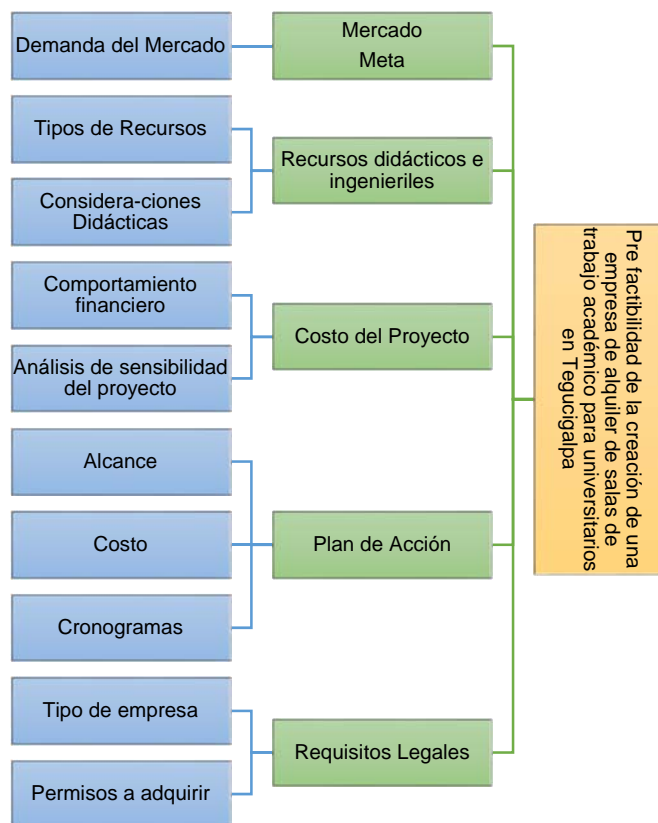 Demanda del Mercado
Mercado
Meta
Tipos de Recursos
Considera-ciones
Didácticas
Recursos didácticos e
ingenieriles
Comportamiento
financiero
Análisis de sensibilidad
del proyecto
Costo del Proyecto
Alcance
Costo
Cronogramas
Plan de Acción
Tipo de empresa
Permisos a adquirir
Requisitos Legales
Pre factibilidad de la creación de una
empresa de alquiler de salas de
trabajo académico para universitarios
en Tegucigalpa